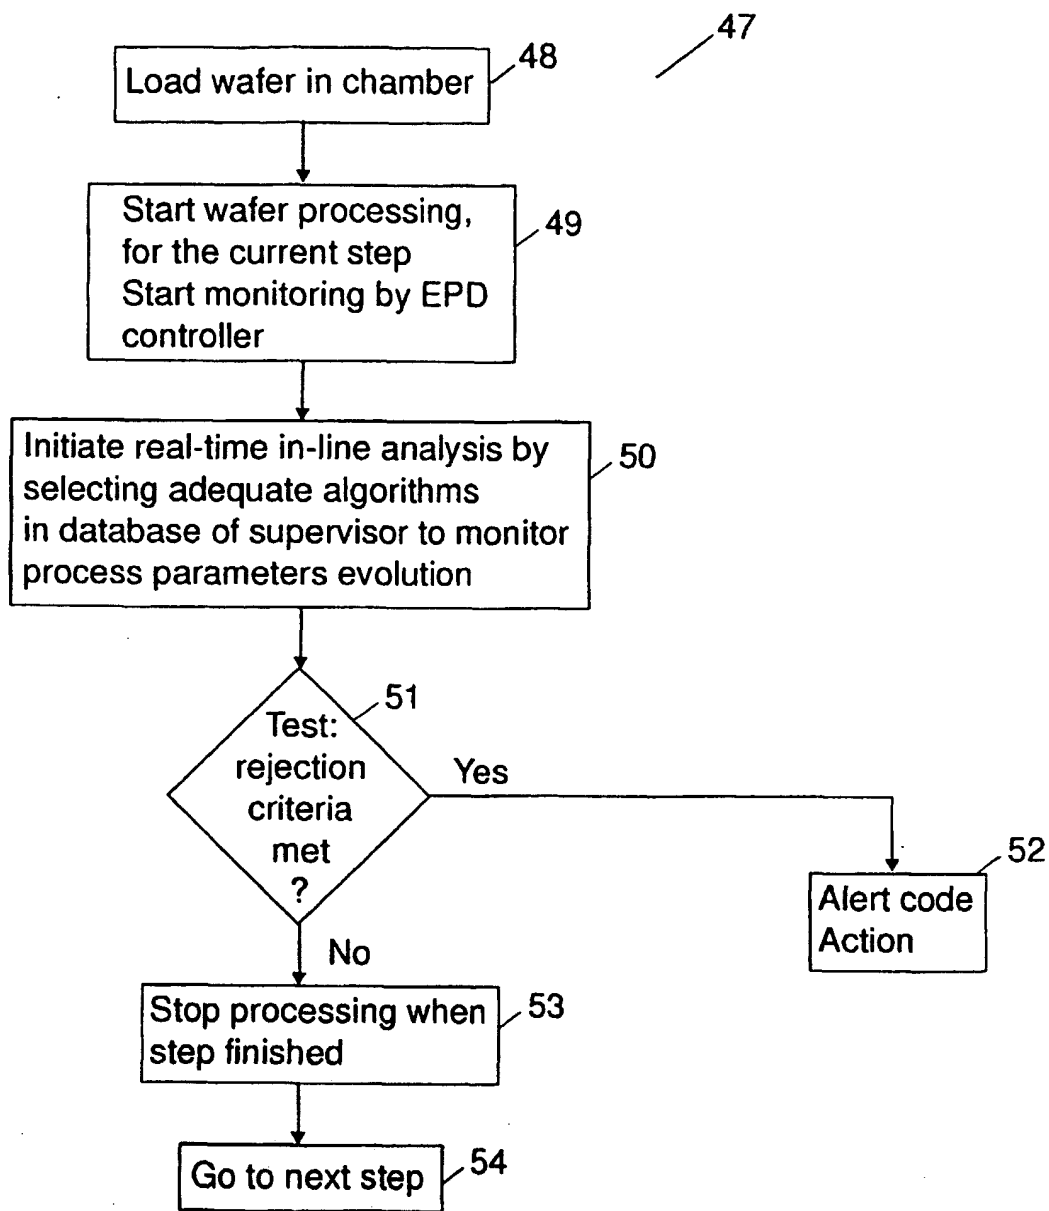 47
Load wafer in chamber
48
Start wafer processing,
for the current step
Start monitoring by EPD
controller
49
Initiate real-time in-line analysis by
selecting adequate algorithms
in database of supervisor to monitor
process parameters evolution
50
51
Test:
rejection
criteria
met
?
Yes
52
Alert code
Action
No
Stop processing when
step finished
53
Go to next step
54